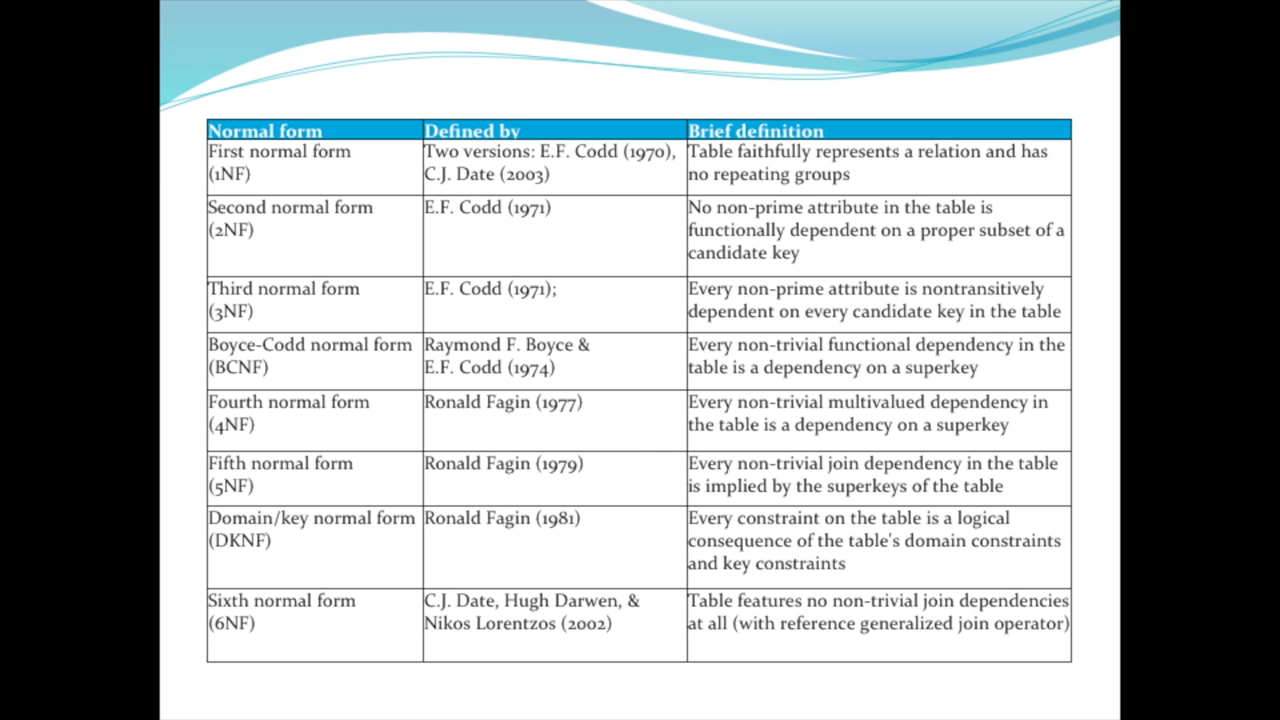 Normal form Defined by Brief definition
First normal form Two versions: E.F. Codd (1970), Table faithfully represents a relation and has
(1NF) C.J. Date (2003) no repeating groups
Second normal form E.F. Codd (1971) No non-prime attribute in the table is
(2NF) functionally dependent on a proper subset of a
candidate key
Third normal form E.F. Codd (1971); Every non-prime attribute is nontransitively
(3NF) dependent on every candidate key in the table
Boyce-Codd normal form Raymond F. Boyce & Every non-trivial functional dependency in the
(BCNF) E.F. Codd (1974) table is a dependency on a superkey
Fourth normal form Ronald Fagin (1977) Every non-trivial multivalued dependency in
(4NF) the table is a dependency on a superkey
Fifth normal form Ronald Fagin (1979) Every non-trivial join dependency in the table
(5NF) is implied by the superkeys of the table
Domain/key normal form Ronald Fagin (1981) Every constraint on the table is a logical
(DKNF) consequence of the table's domain constraints
and key constraints
Sixth normal form C.J. Date, Hugh Darwen, & Table features no non-trivial join dependencies
(6NF) Nikos Lorentzos (2002) at all (with reference generalized join operator)